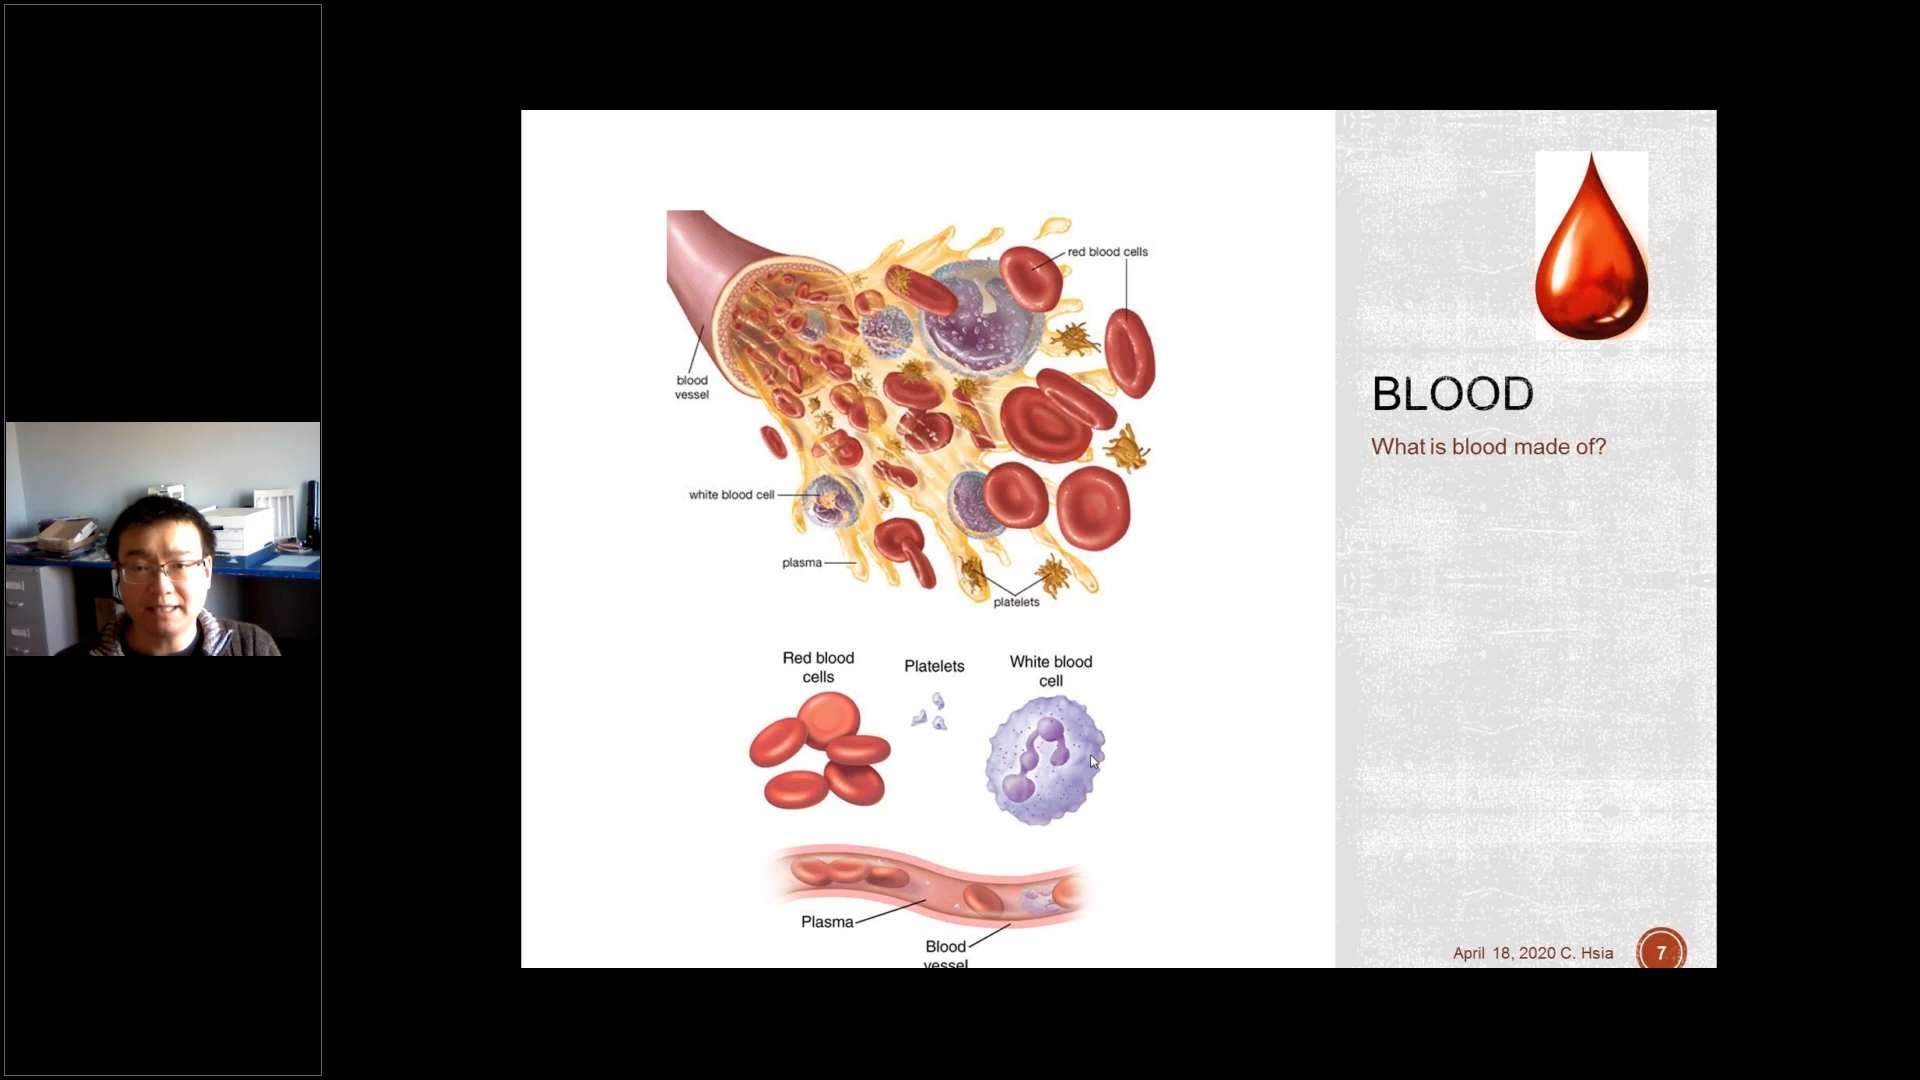 red blood cells
blood
vessel
white blood cell
plasma
platelets
Red blood
cells
Platelets
White blood
cell
Plasma
Blood
vessel
BLOOD
What is blood made of?
April 18, 2020 C. Hsia
7